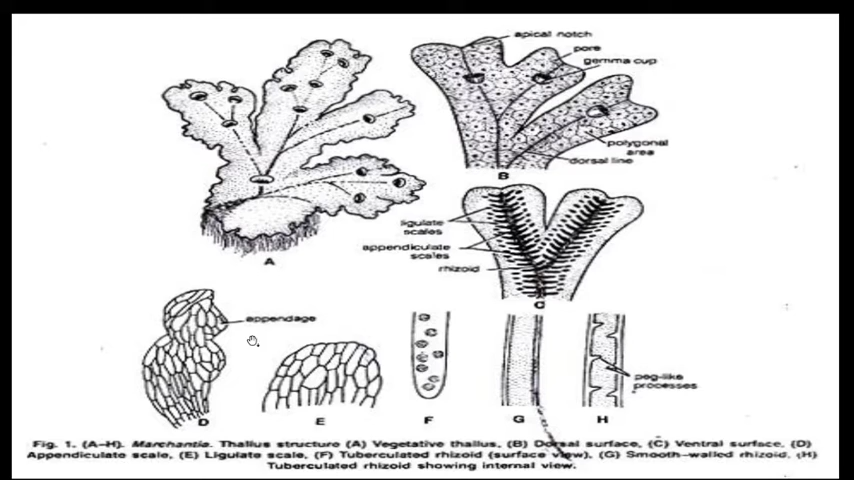 apical notch
pore
gemma cup
polygonal
area
dorsal line
B
ligulate
scales
appendiculate
scales
rhizoid
A
C
appendage
peg-like
processes
D
E
F
G
H
Fig. 1. (A-H). Marchantia. Thallus structure (A) Vegetative thallus, (B) Dorsal surface, (C) Ventral surface, (D)
Appendiculate scale, (E) Ligulate scale, (F) Tuberculated rhizoid (surface view), (G) Smooth-walled rhizoid, (H)
Tuberculated rhizoid showing internal view.